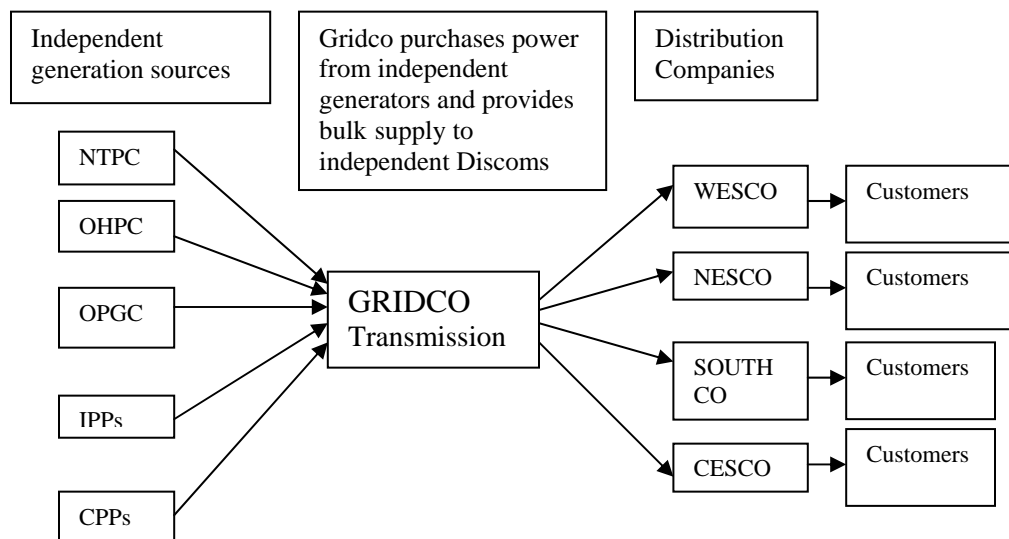 Independent
generation sources
Gridco purchases power
from independent
generators and provides
bulk supply to
independent Discoms
Distribution
Companies
NTPC
OHPC
OPGC
IPPs
CPPs
GRIDCO
Transmission
WESCO
Customers
NESCO
Customers
SOUTH
CO
Customers
CESCO
Customers